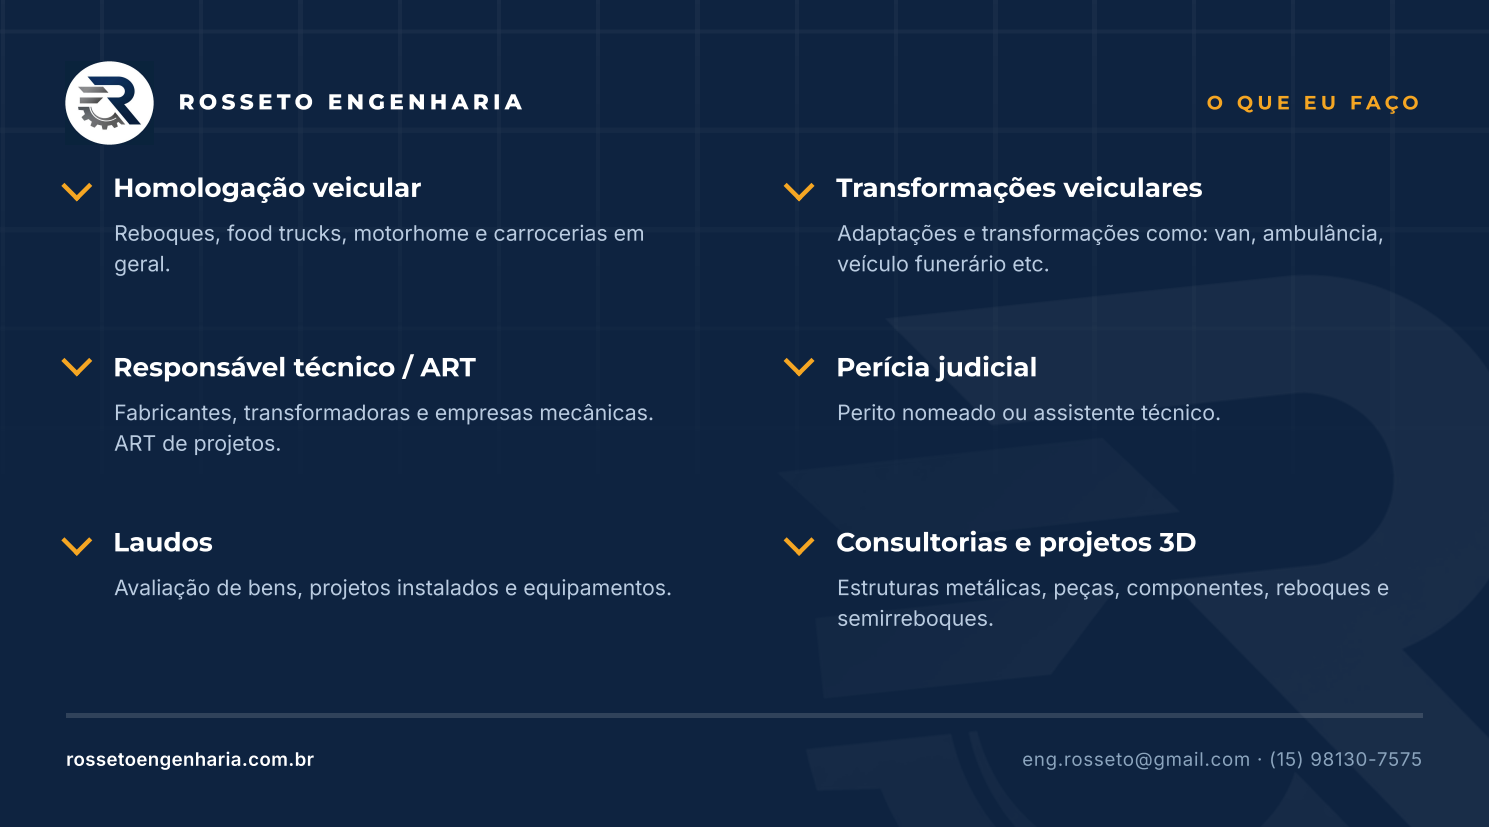 ROSSETO ENGENHARIA
O QUE EU FAÇO
Homologação veicular
Reboques, food trucks, motorhome e carrocerias em
geral.
Transformações veiculares
Adaptações e transformações como: van, ambulância,
veículo funerário etc.
Responsável técnico / ART
Fabricantes, transformadoras e empresas mecânicas.
ART de projetos.
Perícia judicial
Perito nomeado ou assistente técnico.
Laudos
Avaliação de bens, projetos instalados e equipamentos.
Consultorias e projetos 3D
Estruturas metálicas, peças, componentes, reboques e
semirreboques.
rossetoengenharia.com.br
eng.rosseto@gmail.com · (15) 98130-7575